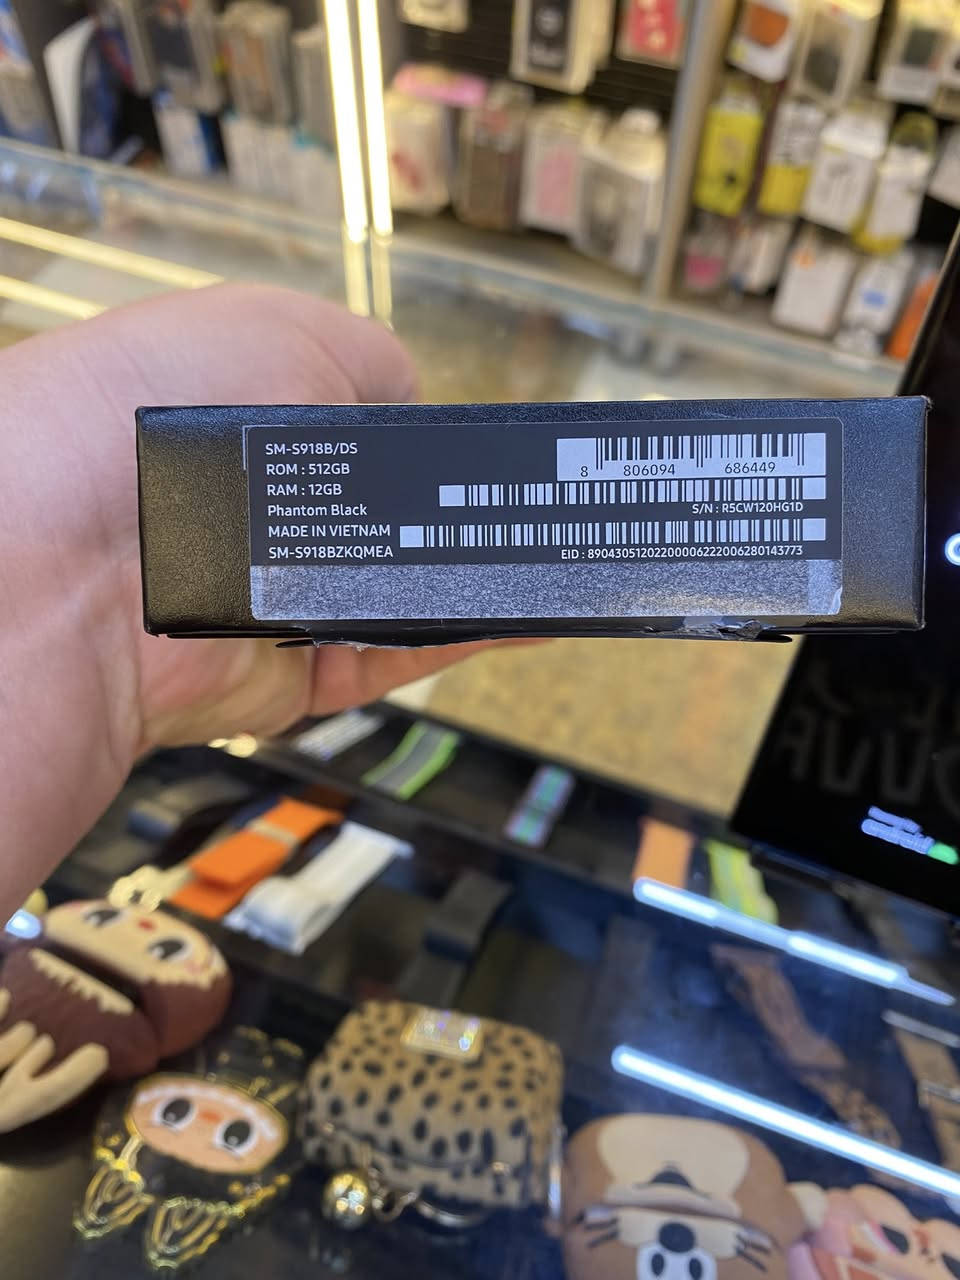 SM-S918B/DS
ROM : 512GB
RAM : 12GB
Phantom Black
MADE IN VIETNAM
SM-S918BZKQMEA
8 806094 686449
S/N : R5CW120HG1D
EID : 89043051202200006222006280143773